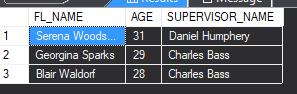 Results Message
FL_NAME AGE SUPERVISOR_NAME
1 Serena Woods... 31 Daniel Humphery
2 Georgina Sparks 29 Charles Bass
3 Blair Waldorf 28 Charles Bass